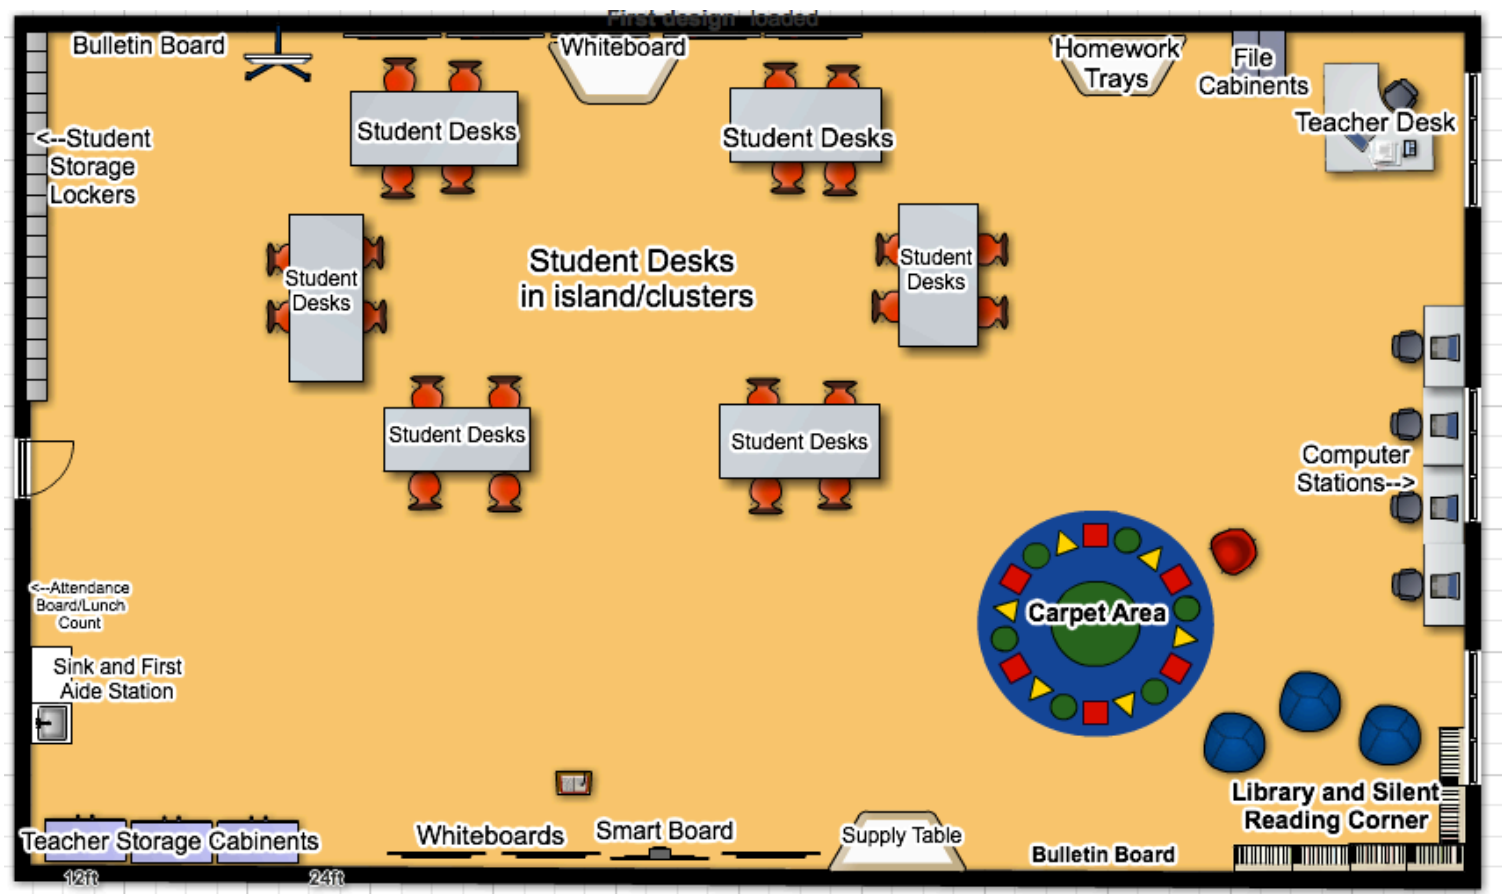 First design loaded
Bulletin Board
Whiteboard
Homework
Trays
File
Cabinents
Teacher Desk
<--Student
Storage
Lockers
Student Desks
Student Desks
Student
Desks
Student Desks
in island/clusters
Student
Desks
Student Desks
Student Desks
Computer
Stations-->
<--Attendance
Board/Lunch
Count
Carpet Area
Sink and First
Aide Station
Library and Silent
Reading Corner
Teacher Storage Cabinents
Whiteboards
Smart Board
Supply Table
Bulletin Board
12ft
24ft